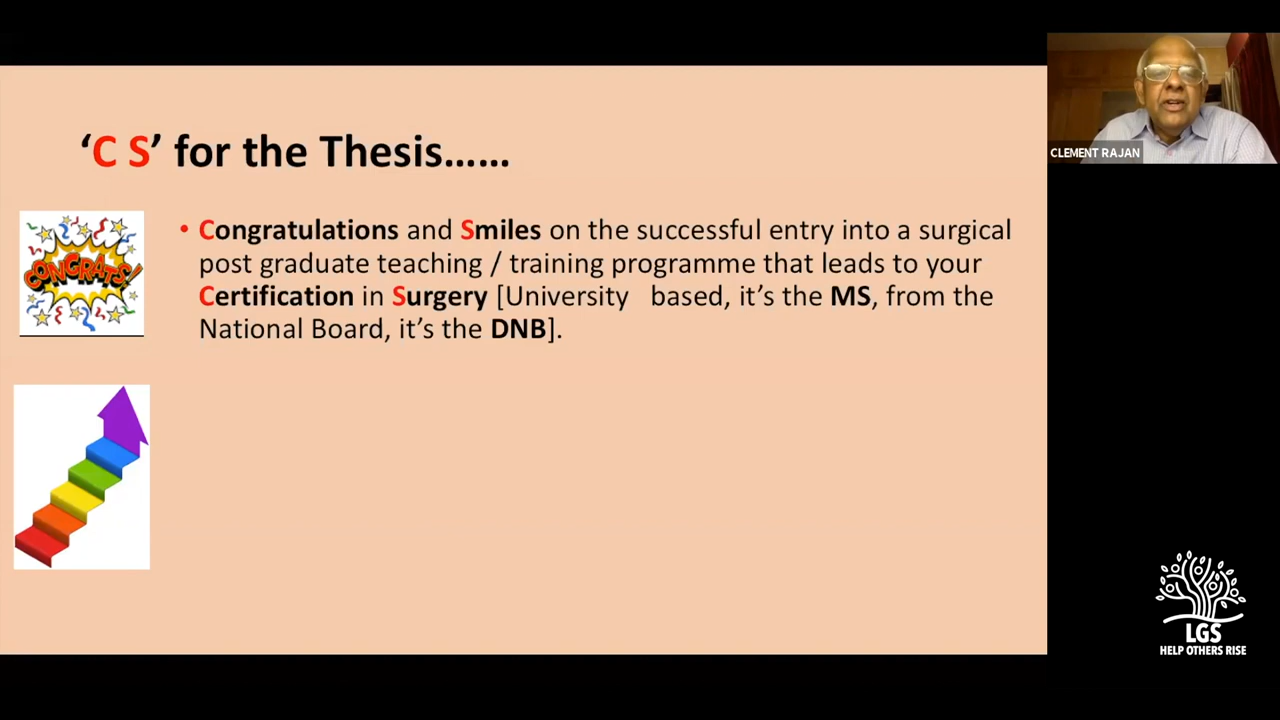 ‘C S’ for the Thesis……
CONGRATS!
• Congratulations and Smiles on the successful entry into a surgical
post graduate teaching / training programme that leads to your
Certification in Surgery [University   based, it’s the MS, from the
National Board, it’s the DNB].
CLEMENT RAJAN
LGS
HELP OTHERS RISE